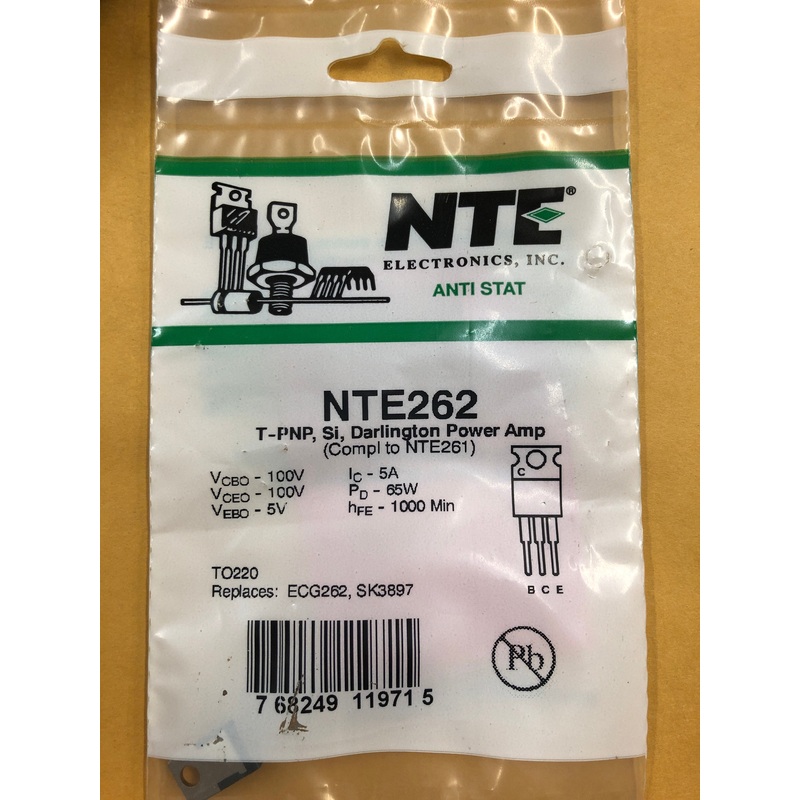 NTE®
ELECTRONICS, INC.
ANTI STAT
NTE262
T-PNP, Si, Darlington Power Amp
(Compl to NTE261)
VCBO - 100V IC - 5A
VCEO - 100V PD - 65W
VEBO - 5V hFE - 1000 Min
C
B C E
TO220
Replaces: ECG262, SK3897
Pb
7 68249 11971 5